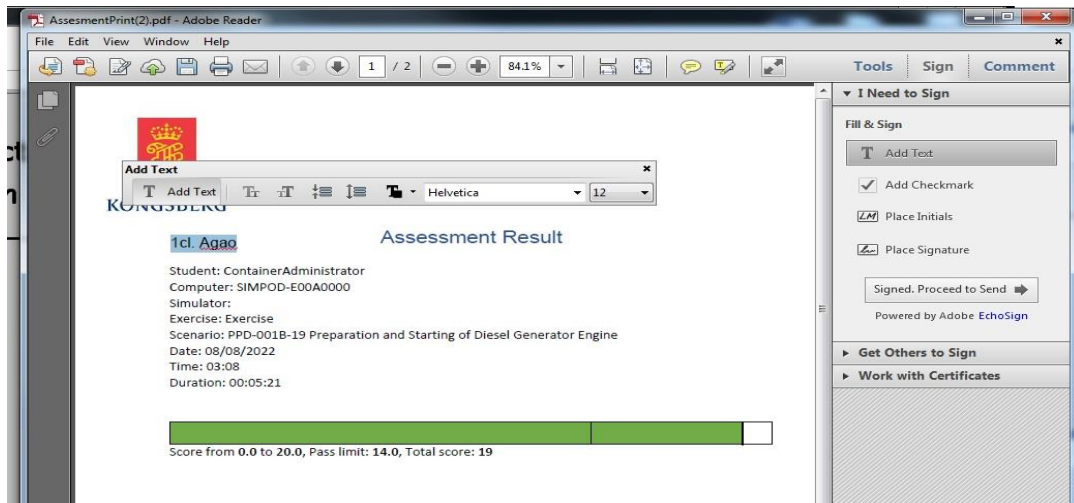 AssesmentPrint(2).pdf - Adobe Reader
File Edit View Window Help
1 / 2 84.1%
Tools Sign Comment
I Need to Sign
Fill & Sign
T Add Text
Add Checkmark
LM Place Initials
Place Signature
Signed. Proceed to Send
Powered by Adobe EchoSign
Get Others to Sign
Work with Certificates
Add Text
T Add Text Helvetica 12
KONGSBERG
1cl. Agao
Assessment Result
Student: ContainerAdministrator
Computer: SIMPOD-E00A0000
Simulator:
Exercise: Exercise
Scenario: PPD-001B-19 Preparation and Starting of Diesel Generator Engine
Date: 08/08/2022
Time: 03:08
Duration: 00:05:21
Score from 0.0 to 20.0, Pass limit: 14.0, Total score: 19